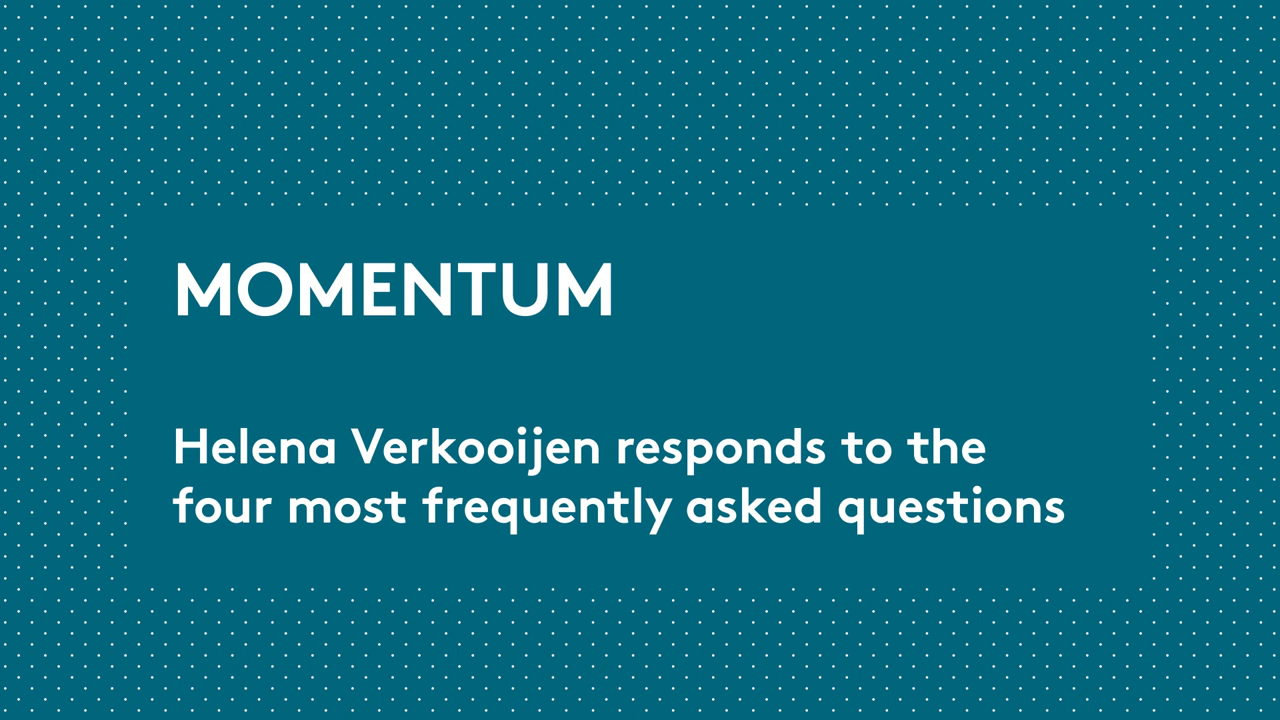 MOMENTUM
Helena Verkooijen responds to the
four most frequently asked questions